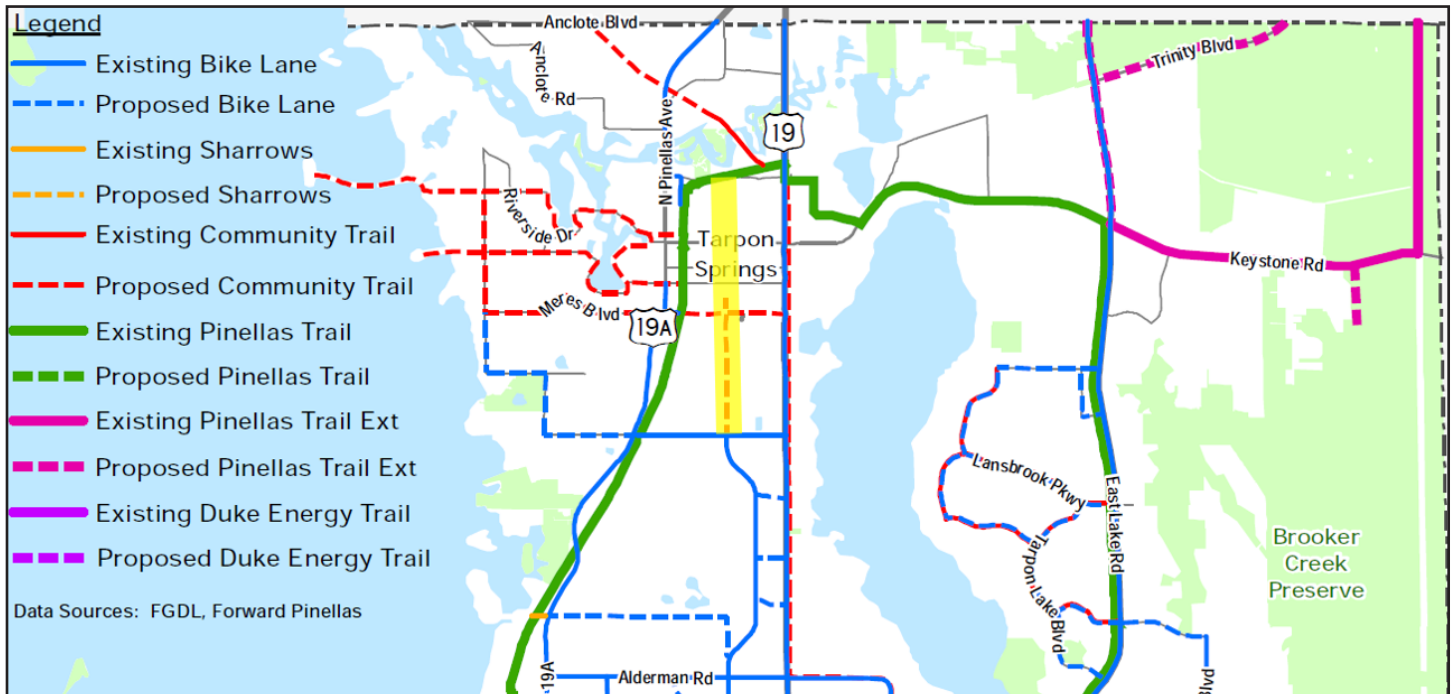 Legend
Existing Bike Lane
Proposed Bike Lane
Existing Sharrows
Proposed Sharrows
Existing Community Trail
Proposed Community Trail
Existing Pinellas Trail
Proposed Pinellas Trail
Existing Pinellas Trail Ext
Proposed Pinellas Trail Ext
Existing Duke Energy Trail
Proposed Duke Energy Trail
Data Sources: FGDL, Forward Pinellas
Anclote Blvd
Anclote Rd
N Pinellas Ave
19
Trinity Blvd
Riverside Dr
Tarpon
Springs
Keystone Rd
Meres Blvd
19A
Lansbrook Pkwy
East Lake Rd
Tarpon Lake Blvd
Brooker
Creek
Preserve
19A
Alderman Rd
Blvd